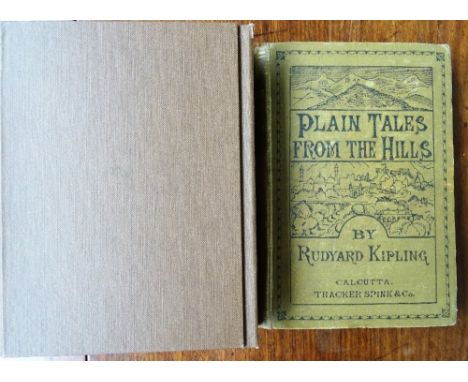 PLAIN TALES
FROM THE HILLS
BY
RUDYARD KIPLING
CALCUTTA.
THACKER SPINK & Co.